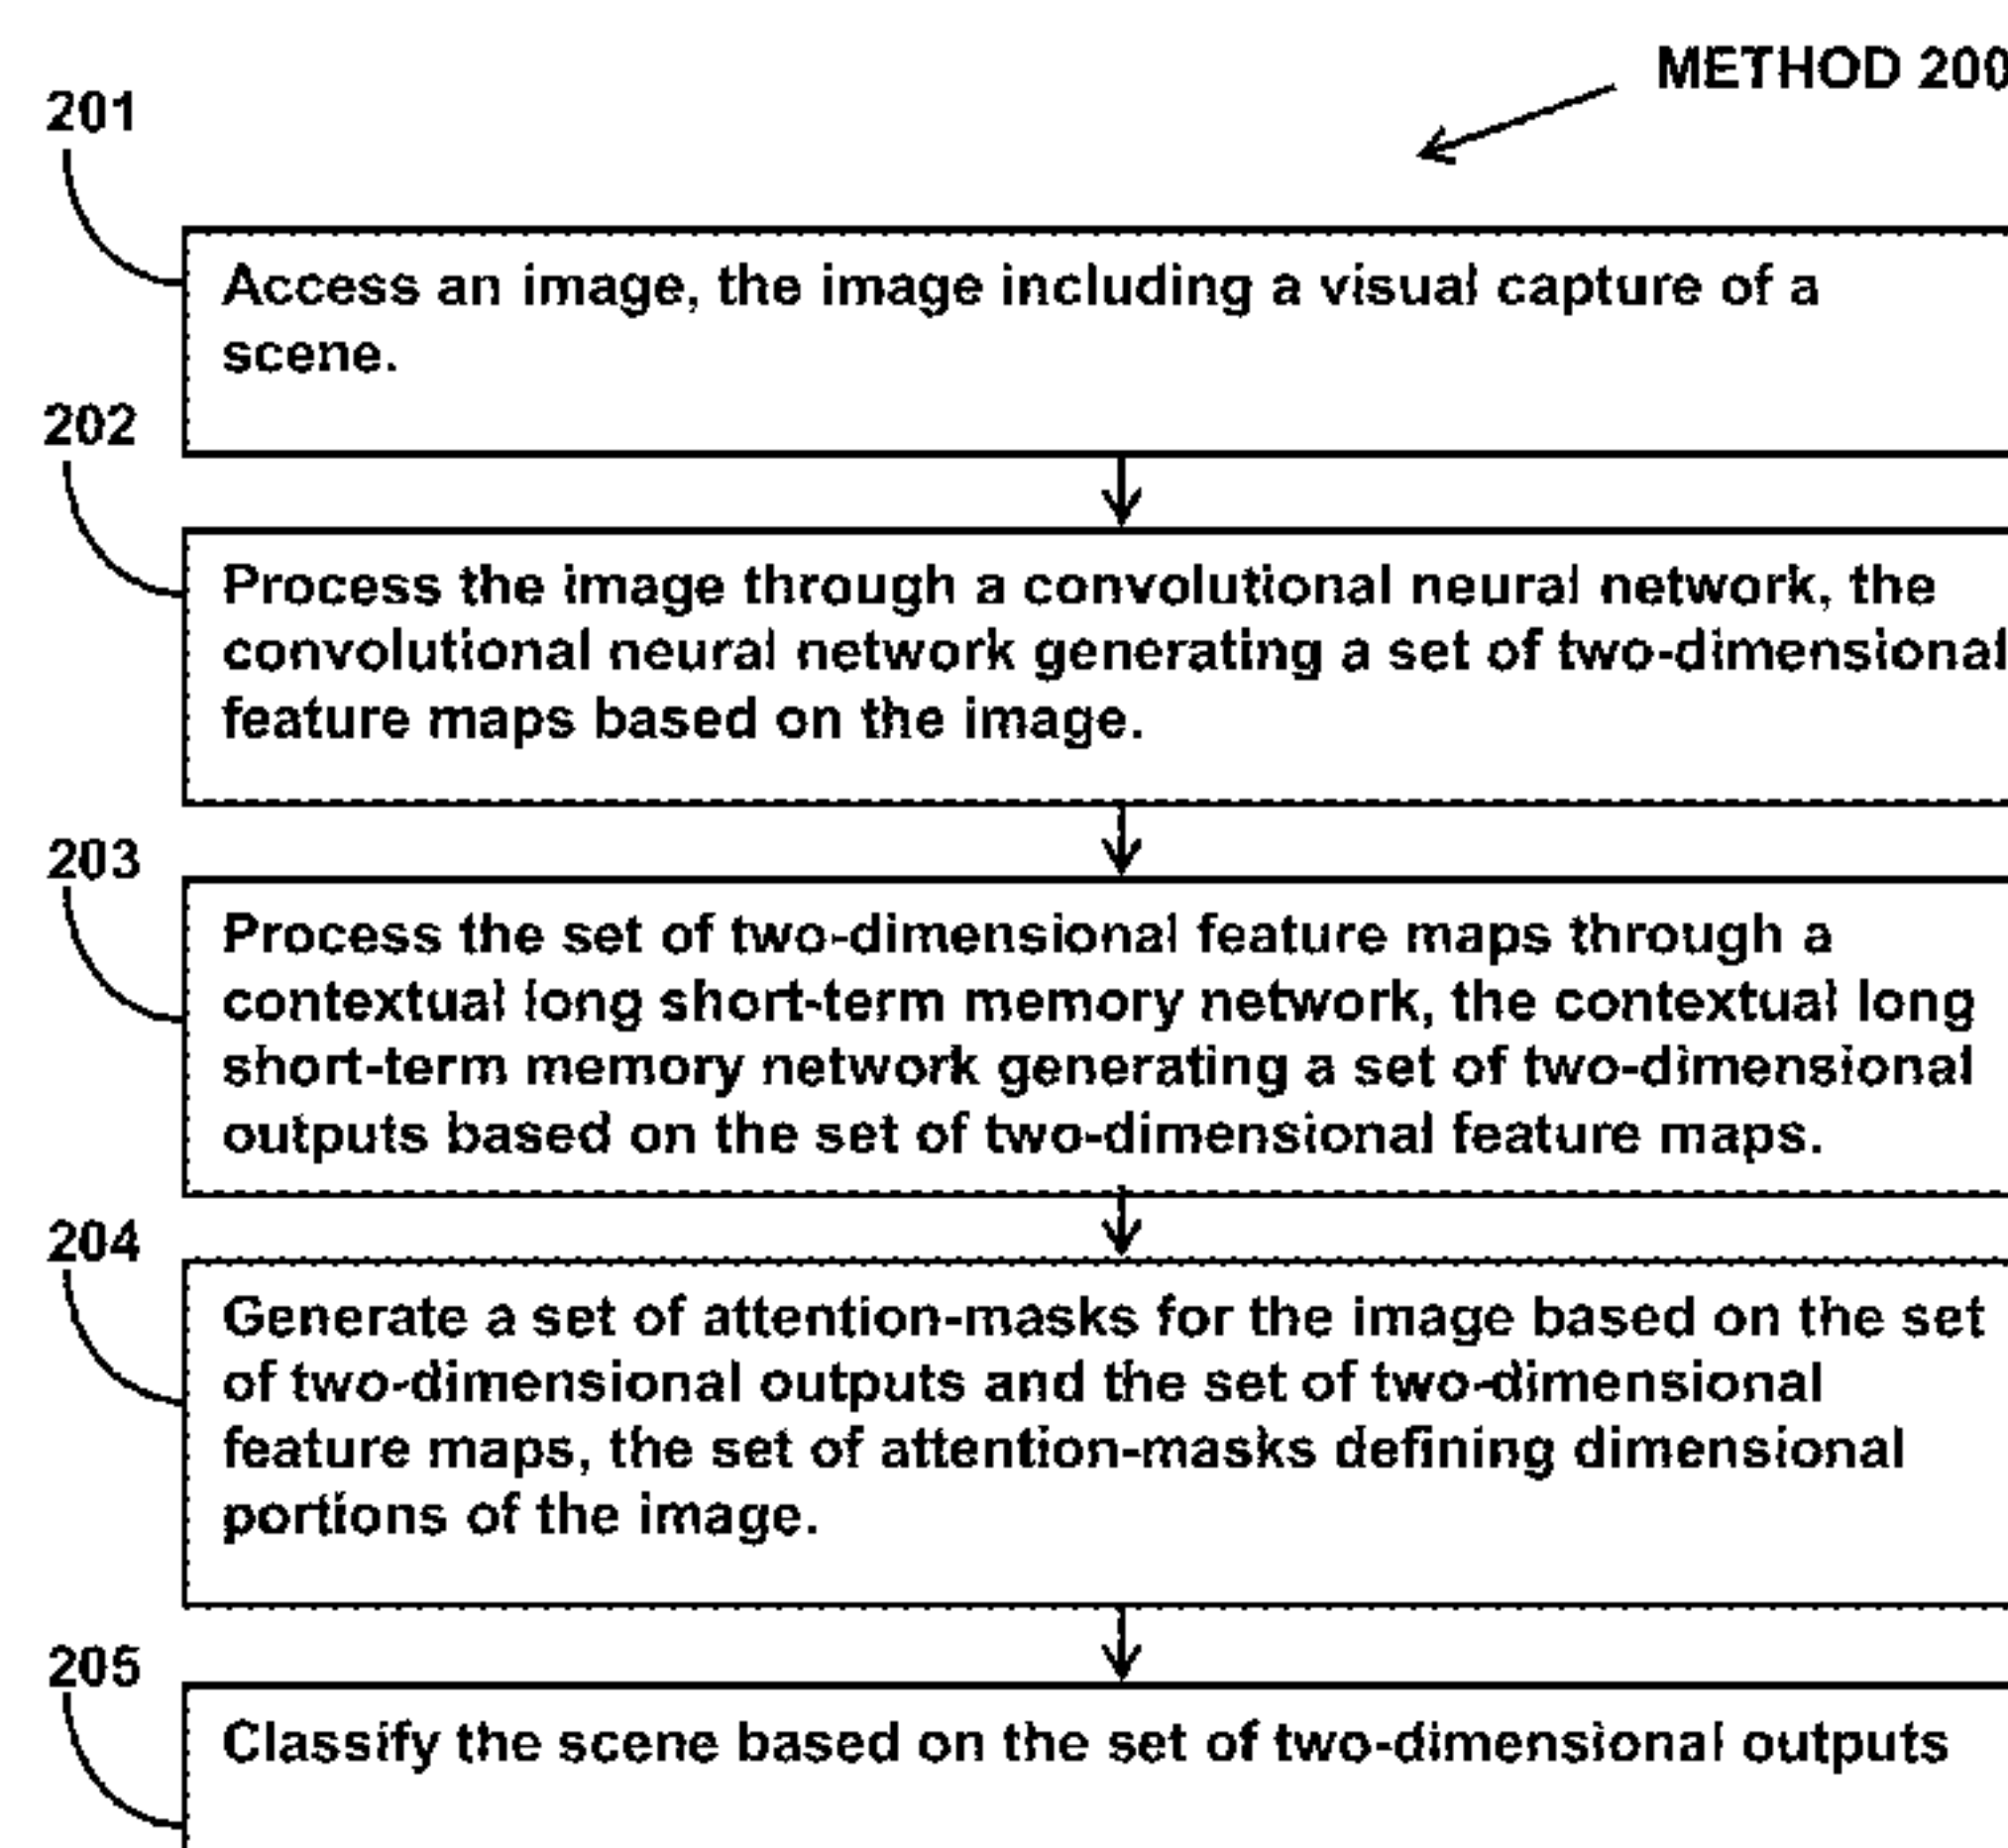 METHOD 200
201
Access an image, the image including a visual capture of a
scene.
202
Process the image through a convolutional neural network, the
convolutional neural network generating a set of two-dimensional
feature maps based on the image.
203
Process the set of two-dimensional feature maps through a
contextual long short-term memory network, the contextual long
short-term memory network generating a set of two-dimensional
outputs based on the set of two-dimensional feature maps.
204
Generate a set of attention-masks for the image based on the set
of two-dimensional outputs and the set of two-dimensional
feature maps, the set of attention-masks defining dimensional
portions of the image.
205
Classify the scene based on the set of two-dimensional outputs